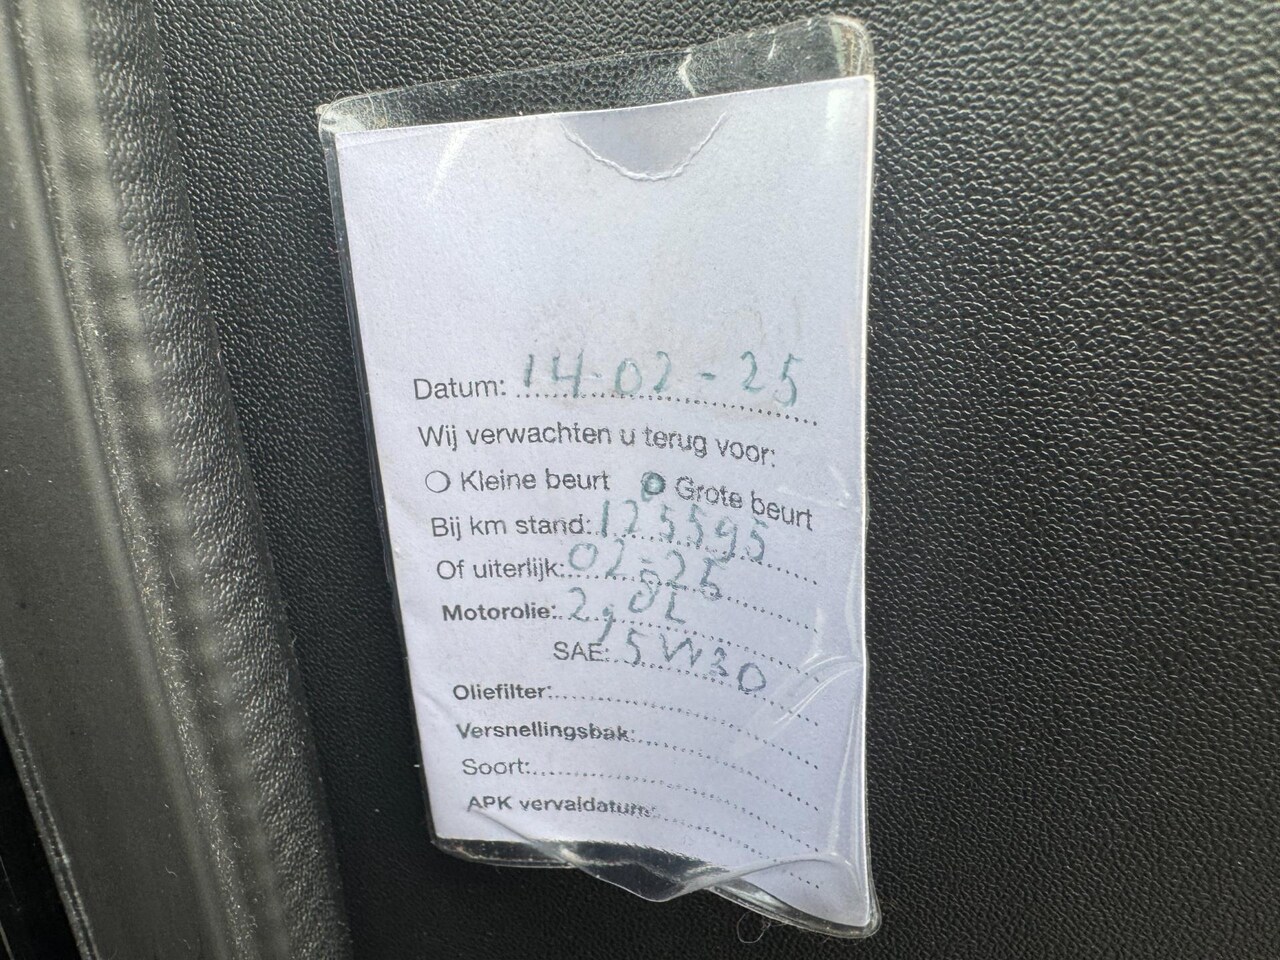 Datum: 14-02-25
Wij verwachten u terug voor:
Kleine beurt Grote beurt
Bij km stand: 125595
Of uiterlijk: 02-25
Motorolie: 2,8L
SAE: 5W30
Oliefilter:
Versnellingsbak:
Soort:
APK vervaldatum: